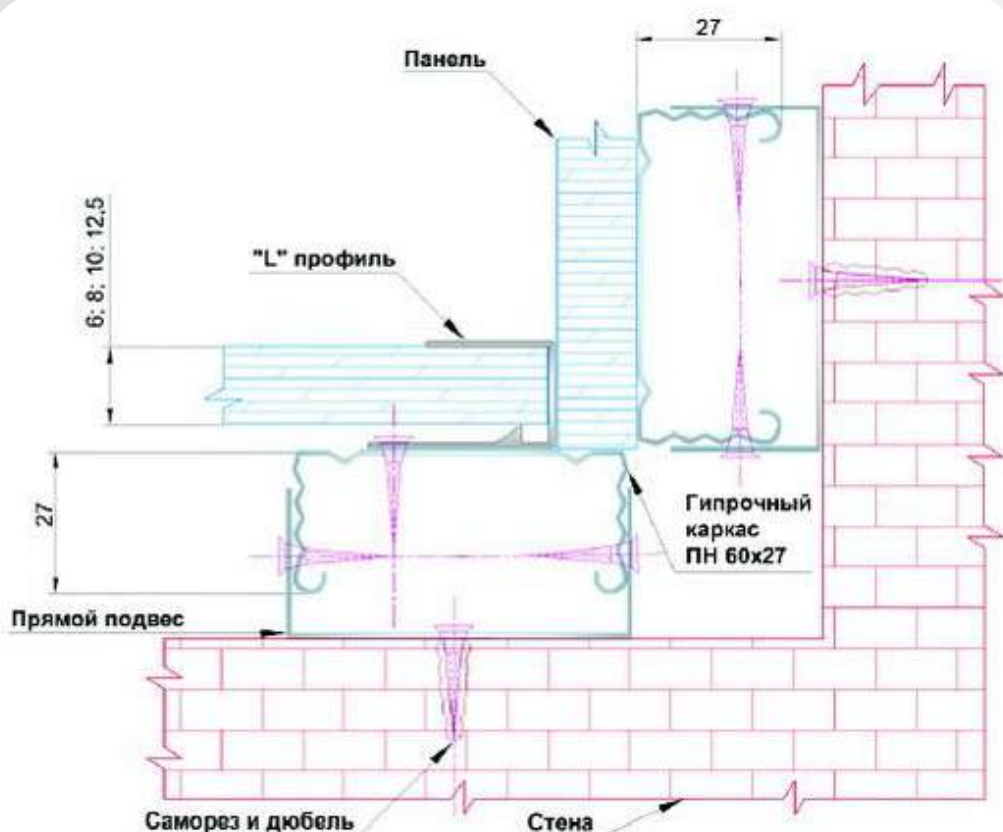 27
Панель
6; 8; 10; 12,5
"L" профиль
27
Гипрочный
каркас
ПН 60х27
Прямой подвес
Саморез и дюбель
Стена